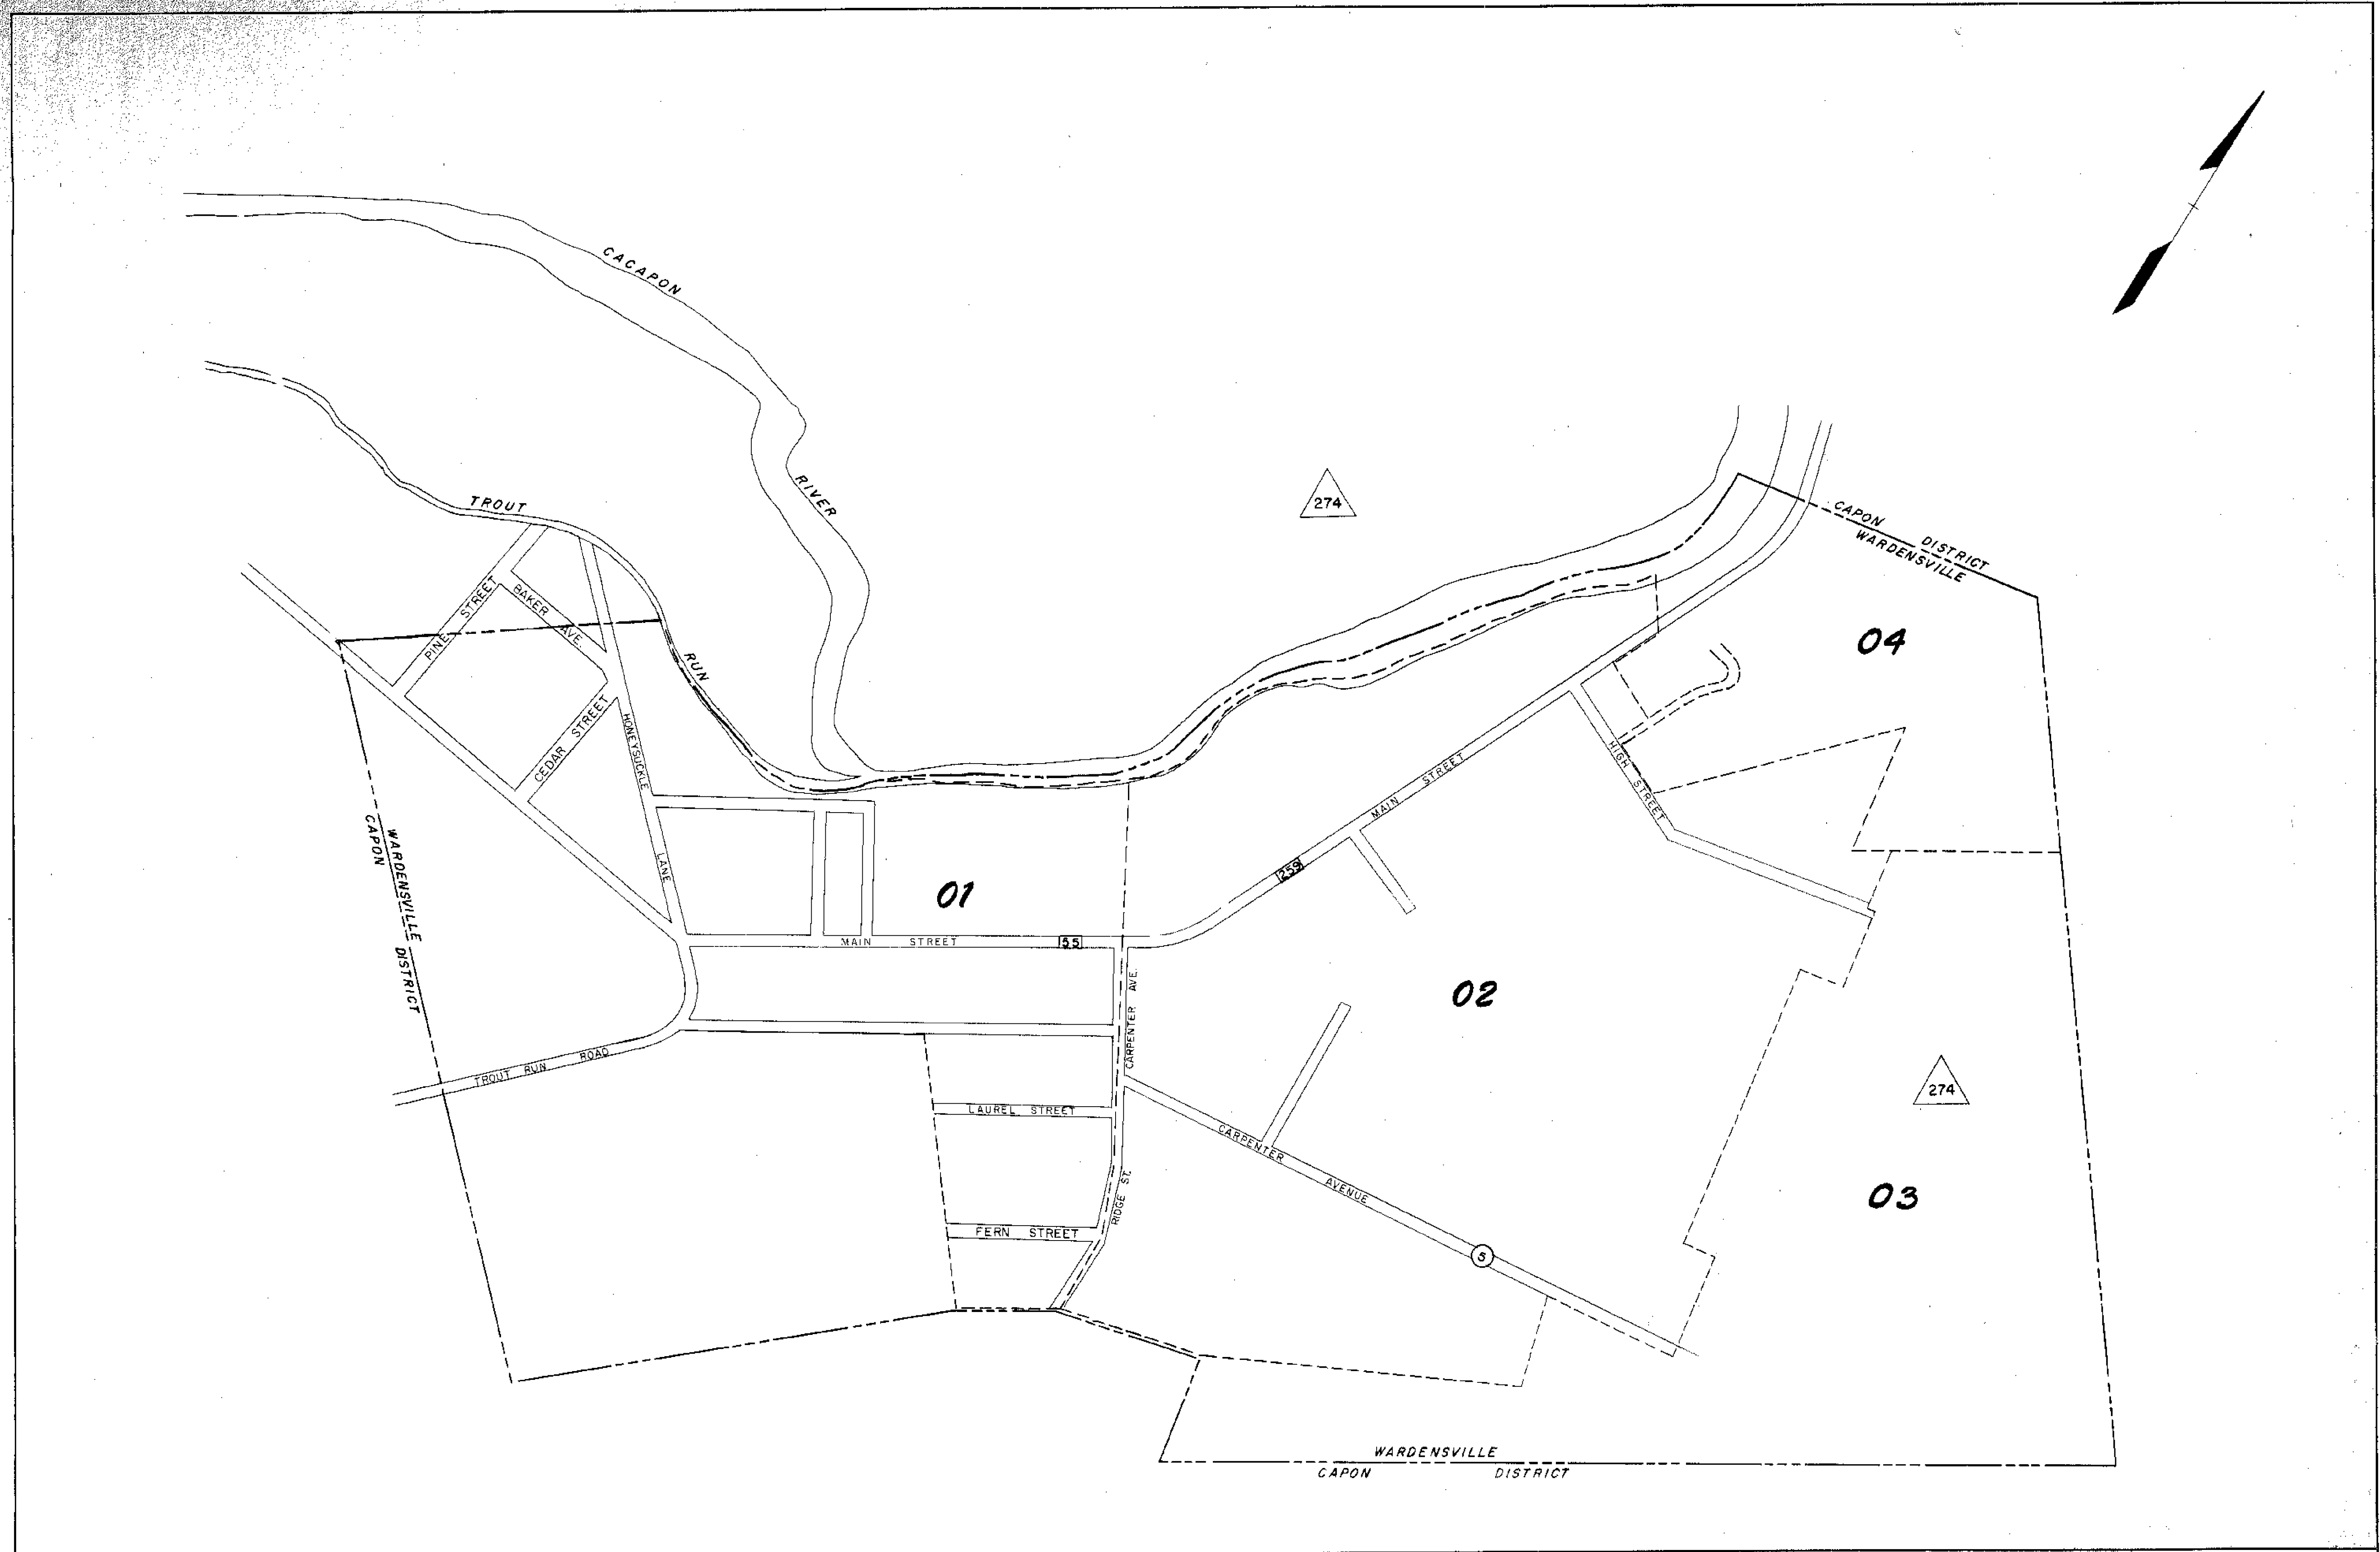 CACAPON
RIVER
TROUT
RUN
274
CAPON
DISTRICT
WARDENSVILLE
04
PINE STREET
BAKER AVE.
CEDAR STREET
HONEYSUCKLE
LANE
HIGH STREET
MAIN STREET
259
WARDENSVILLE DISTRICT
CAPON
01
MAIN STREET
55
02
CARPENTER AVE.
TROUT RUN ROAD
274
LAUREL STREET
CARPENTER AVENUE
RIDGE ST.
03
FERN STREET
5
WARDENSVILLE
CAPON DISTRICT